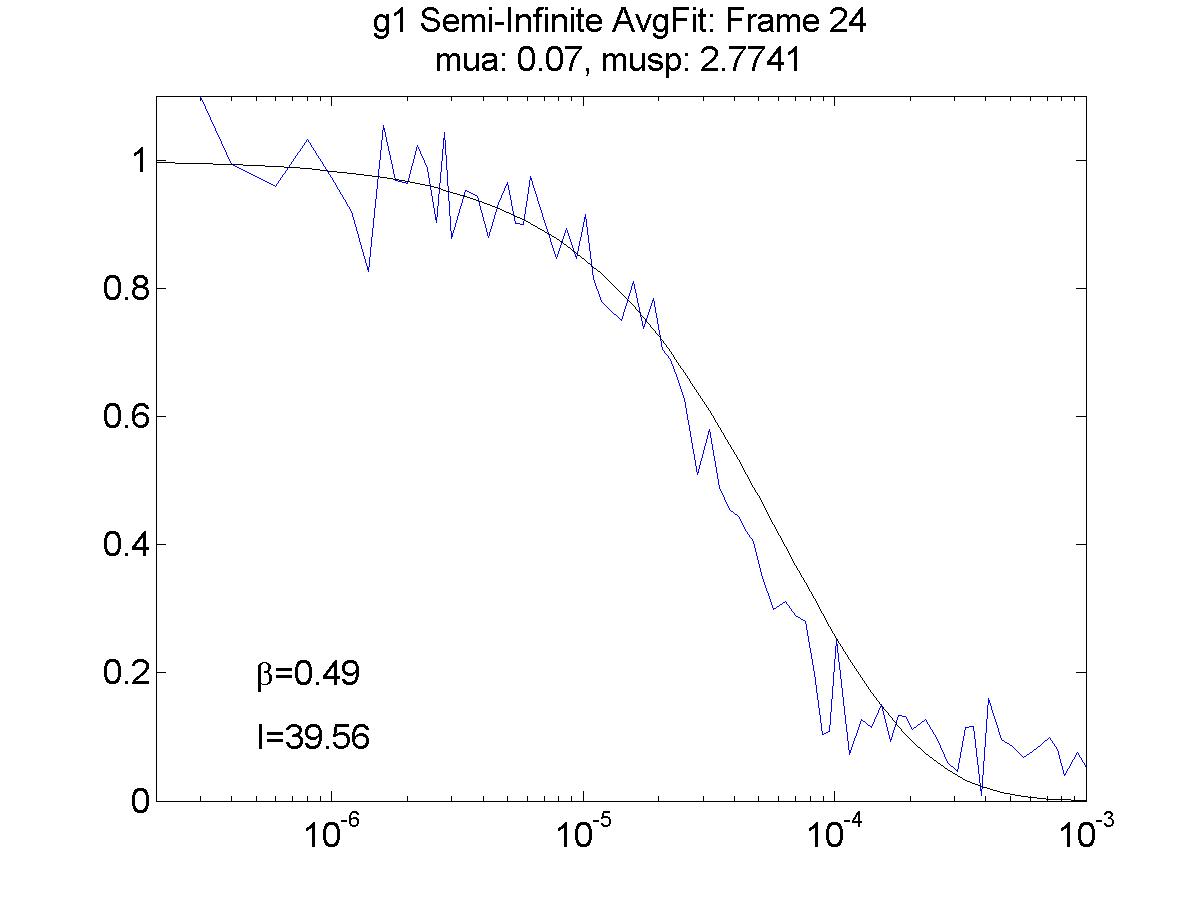 g1 Semi-Infinite AvgFit: Frame 24
mua: 0.07, musp: 2.7741
1
0.8
0.6
0.4
0.2
0
β=0.49
I=39.56
10^-6
10^-5
10^-4
10^-3